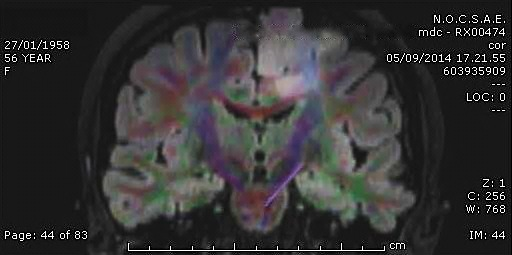 27/01/1958
56 YEAR
F
N.O.C.S.A.E.
mdc - RX00474
cor
05/09/2014 17.21.55
603935909
---
LOC: 0
---
Z: 1
C: 256
W: 768
Page: 44 of 83
cm
IM: 44